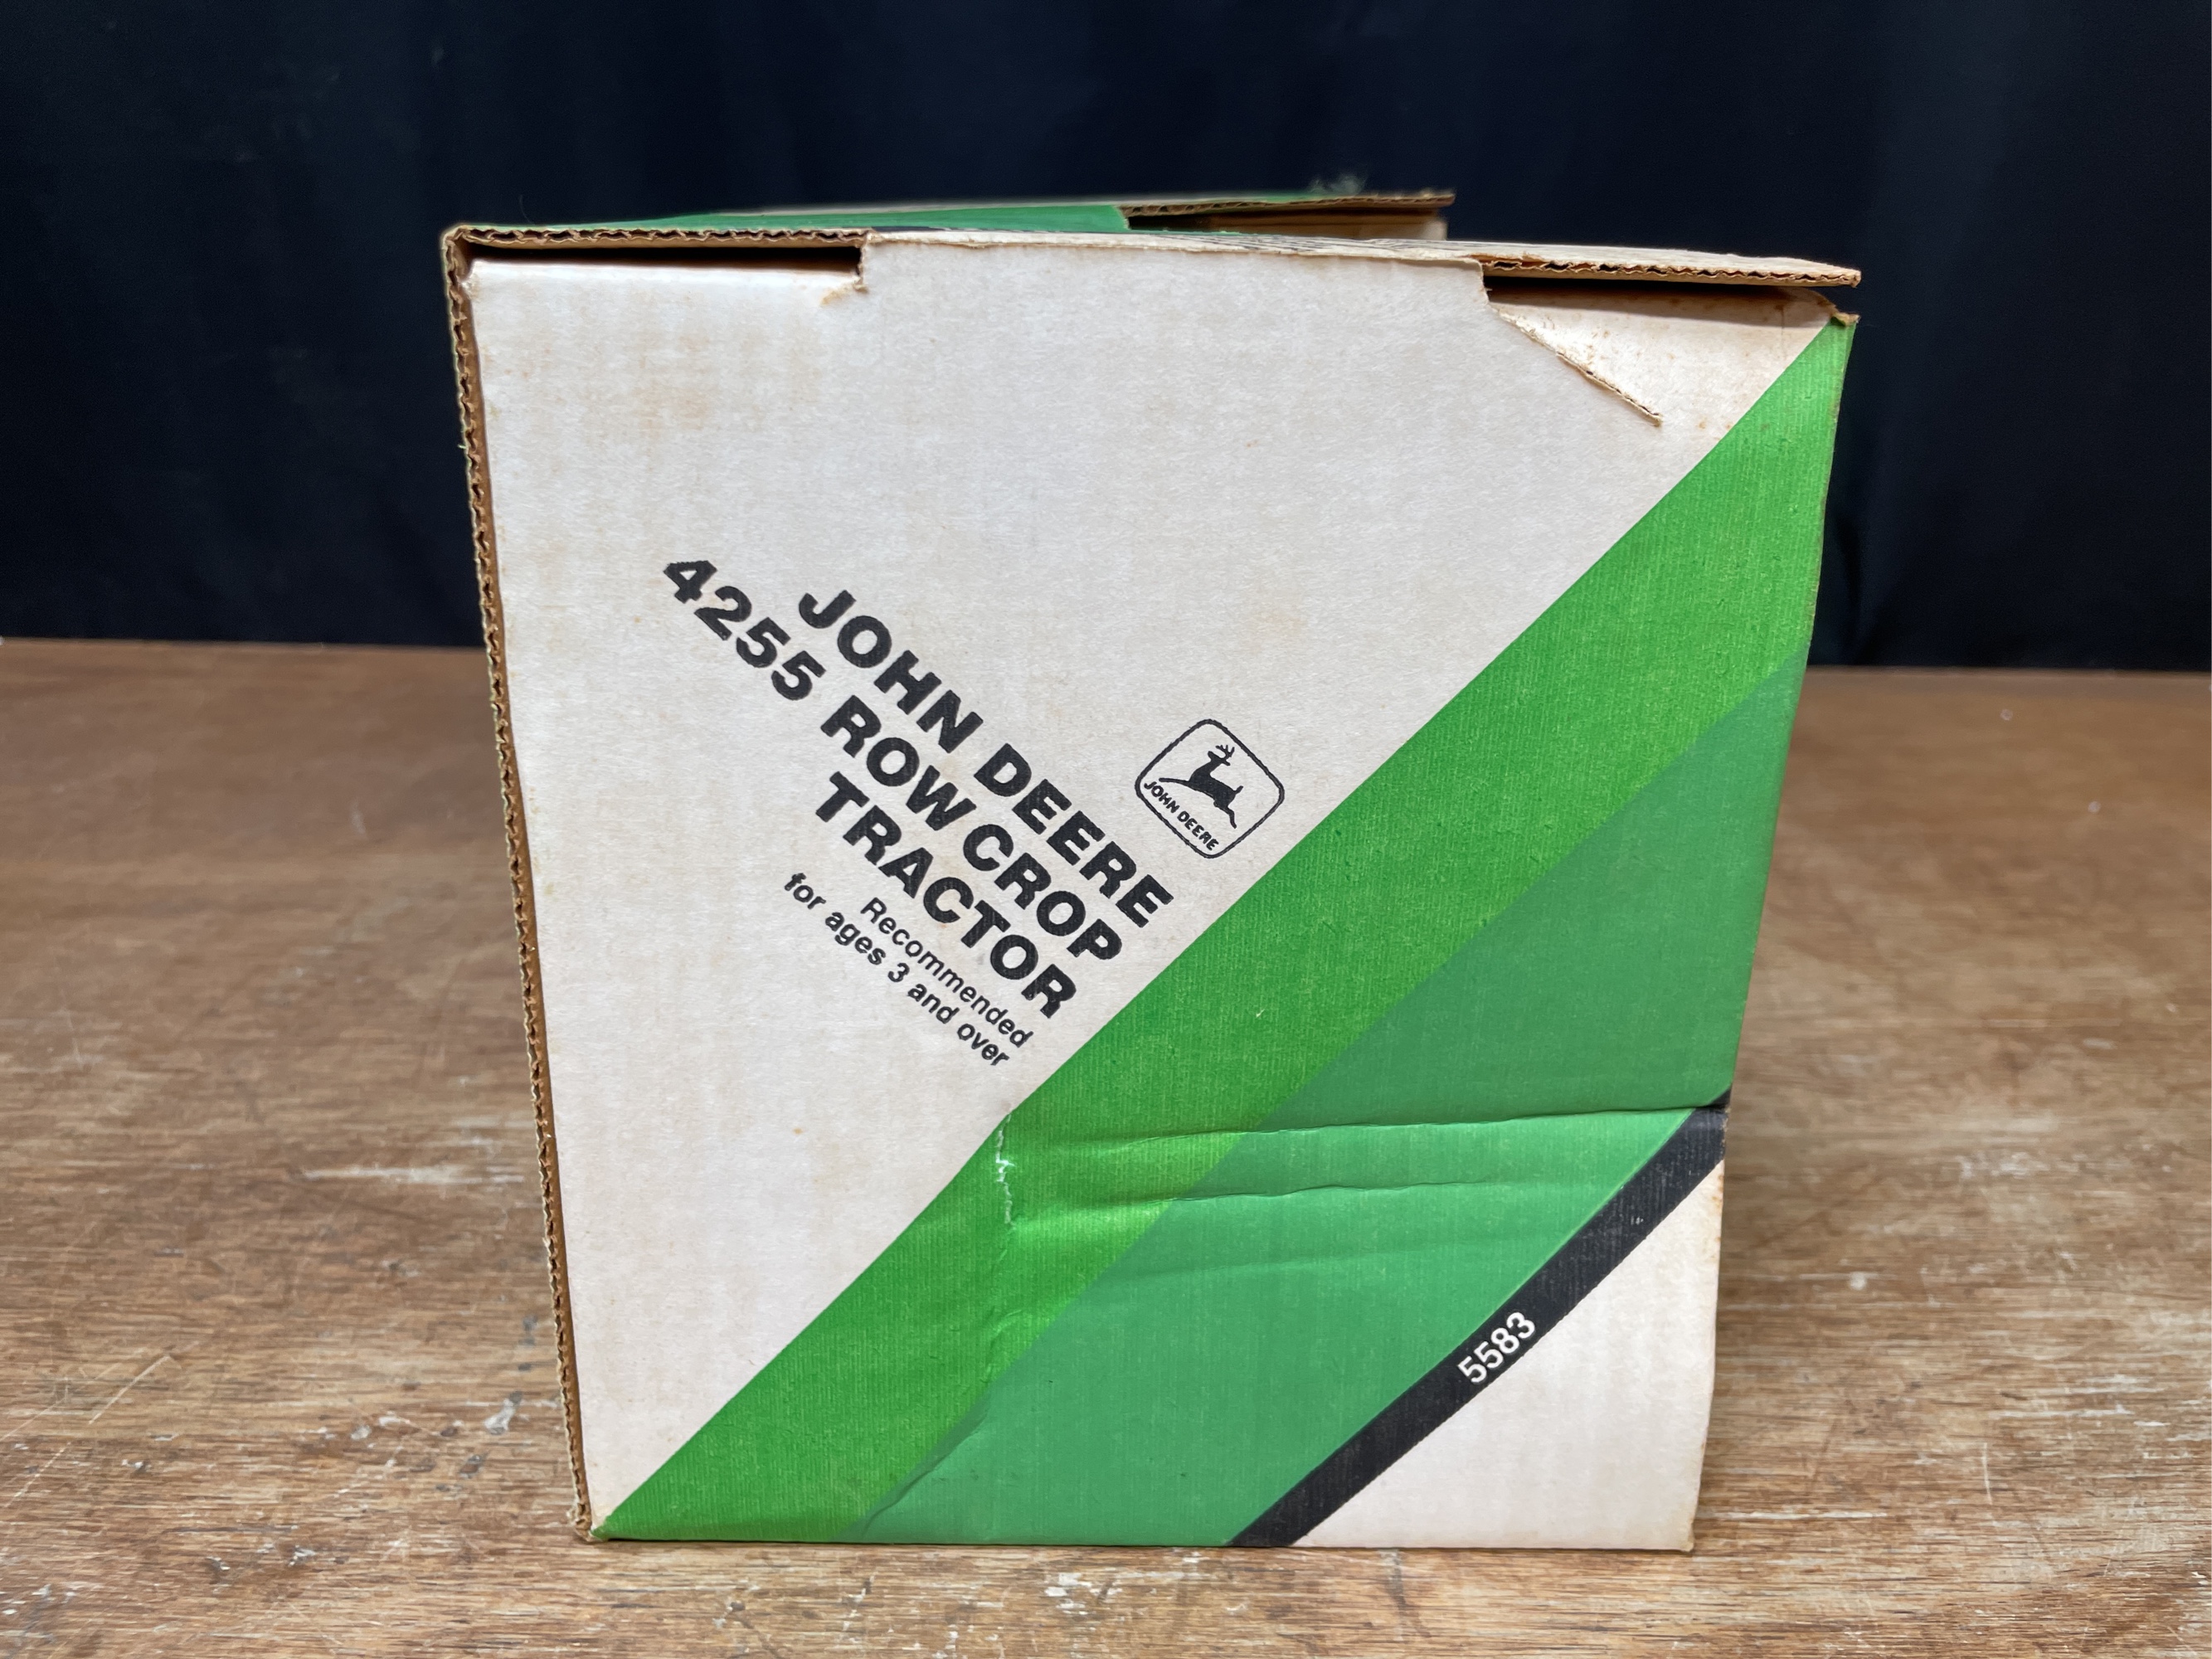 JOHN DEERE
4255 ROW CROP
TRACTOR
Recommended
for ages 3 and over
JOHN DEERE
5583